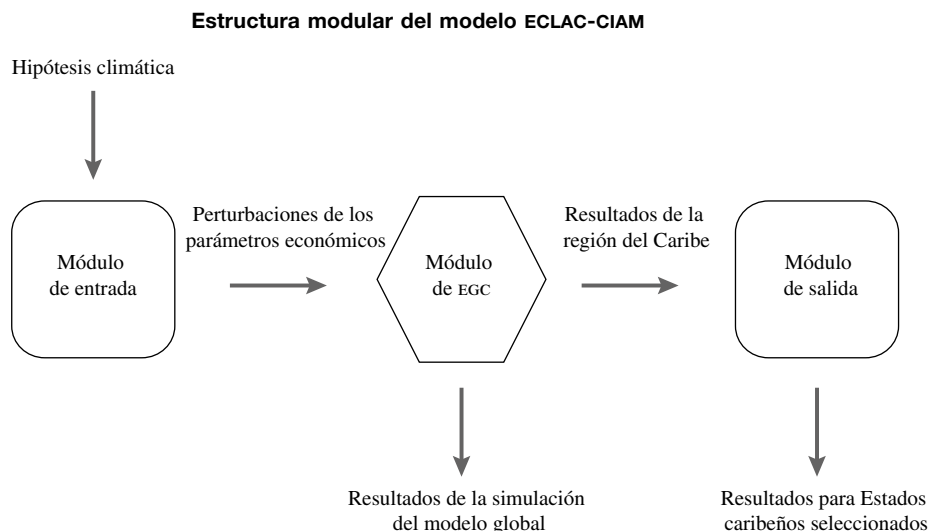 Estructura modular del modelo ECLAC-CIAM
Hipótesis climática
Perturbaciones de los
parámetros económicos
Resultados de la
región del Caribe
Módulo
de entrada
Módulo
de EGC
Módulo
de salida
Resultados de la simulación
del modelo global
Resultados para Estados
caribeños seleccionados